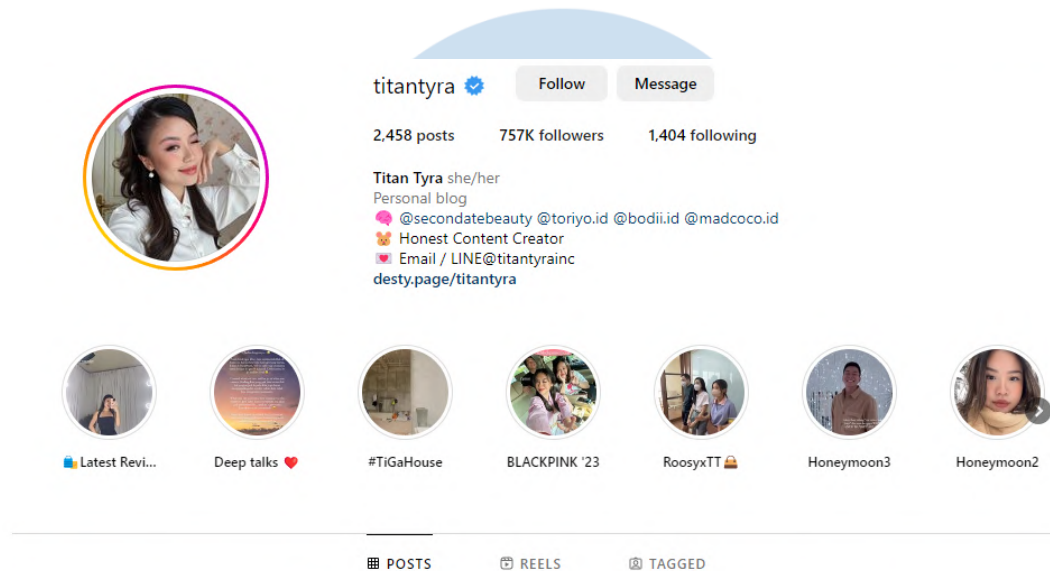 titantyra Follow Message
2,458 posts 757K followers 1,404 following
Titan Tyra she/her
Personal blog
@secondatebeauty @toriyo.id @bodii.id @madcoco.id
Honest Content Creator
Email / LINE@titantyrainc
desty.page/titantyra
Latest Revi... Deep talks #TiGaHouse BLACKPINK '23 RoosyxTT Honeymoon3 Honeymoon2
POSTS REELS TAGGED